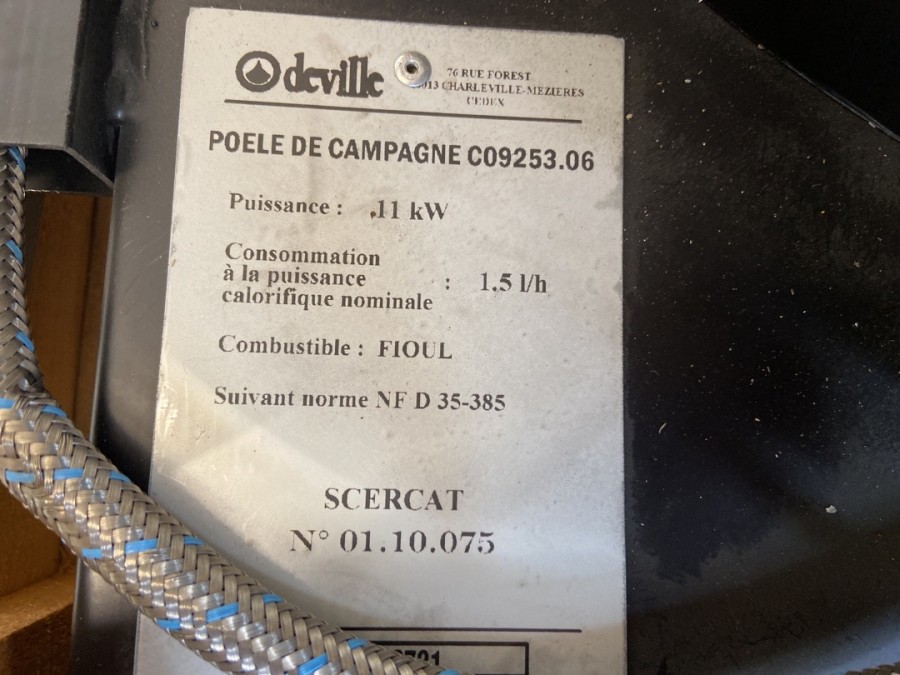 deville
76 RUE FOREST
013 CHARLEVILLE-MEZIERES
CEDEX
POELE DE CAMPAGNE C09253.06
Puissance : 11 kW
Consommation
à la puissance : 1.5 l/h
calorifique nominale
Combustible : FIOUL
Suivant norme NF D 35-385
SCERCAT
N° 01.10.075